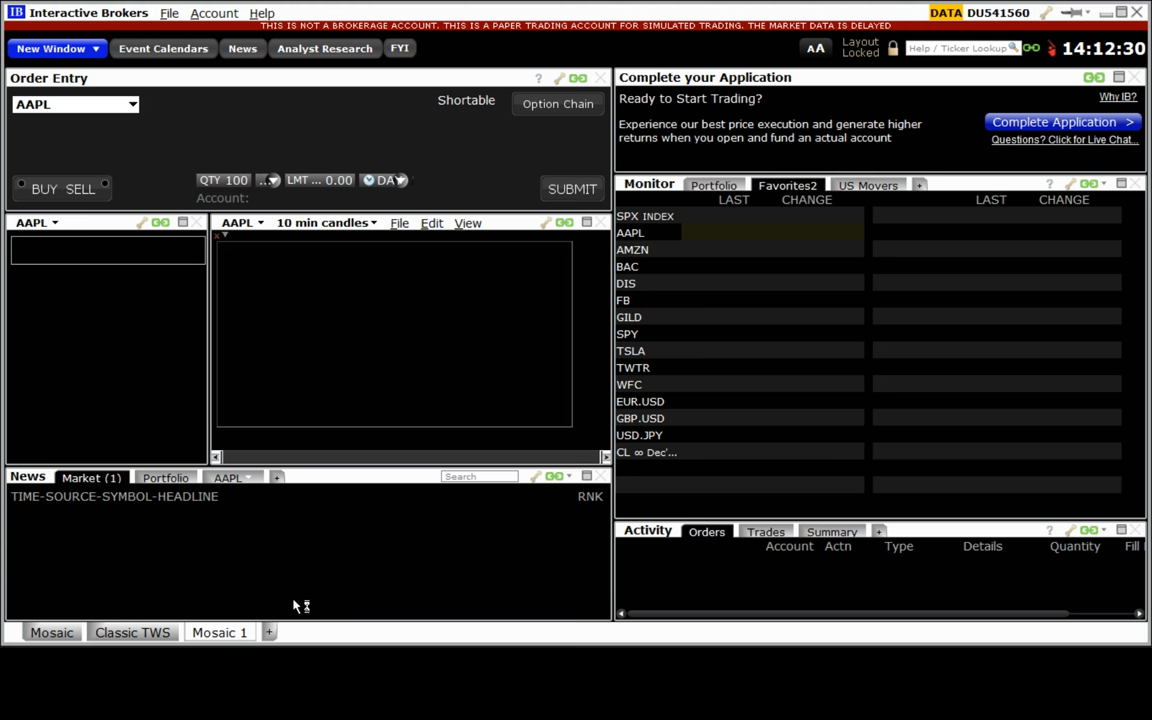 IB Interactive Brokers File Account Help DATA DU541560
THIS IS NOT A BROKERAGE ACCOUNT. THIS IS A PAPER TRADING ACCOUNT FOR SIMULATED TRADING. THE MARKET DATA IS DELAYED
New Window Event Calendars News Analyst Research FYI AA Layout Locked Help / Ticker Lookup 14:12:30
Order Entry ?
AAPL Shortable Option Chain
BUY SELL QTY 100 ... LMT ... 0.00 DAY SUBMIT
Account:
Complete your Application
Ready to Start Trading? Why IB?
Experience our best price execution and generate higher
returns when you open and fund an actual account
Complete Application >
Questions? Click for Live Chat...
Monitor Portfolio Favorites2 US Movers + ?
LAST CHANGE LAST CHANGE
SPX INDEX
AAPL
AMZN
BAC
DIS
FB
GILD
SPY
TSLA
TWTR
WFC
EUR.USD
GBP.USD
USD.JPY
CL ∞ Dec'...
AAPL
AAPL 10 min candles File Edit View
News Market (1) Portfolio AAPL + Search
TIME-SOURCE-SYMBOL-HEADLINE RNK
Activity Orders Trades Summary + ?
Account Actn Type Details Quantity Fill
Mosaic Classic TWS Mosaic 1 +